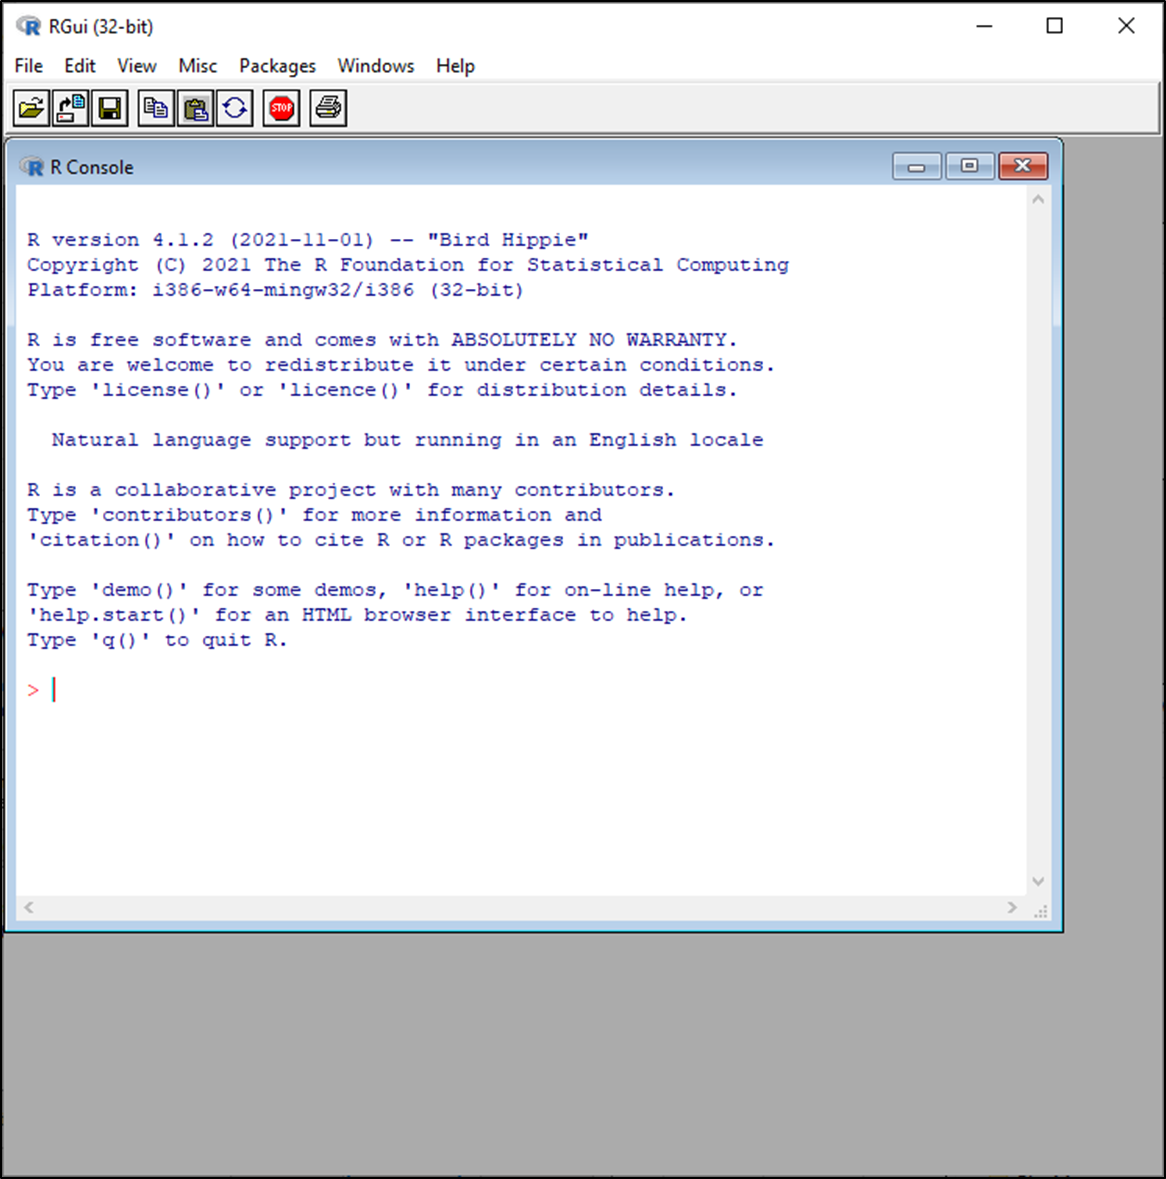 RGui (32-bit)
File Edit View Misc Packages Windows Help
STOP
R Console
R version 4.1.2 (2021-11-01) -- "Bird Hippie"
Copyright (C) 2021 The R Foundation for Statistical Computing
Platform: i386-w64-mingw32/i386 (32-bit)
R is free software and comes with ABSOLUTELY NO WARRANTY.
You are welcome to redistribute it under certain conditions.
Type 'license()' or 'licence()' for distribution details.
Natural language support but running in an English locale
R is a collaborative project with many contributors.
Type 'contributors()' for more information and
'citation()' on how to cite R or R packages in publications.
Type 'demo()' for some demos, 'help()' for on-line help, or
'help.start()' for an HTML browser interface to help.
Type 'q()' to quit R.
>